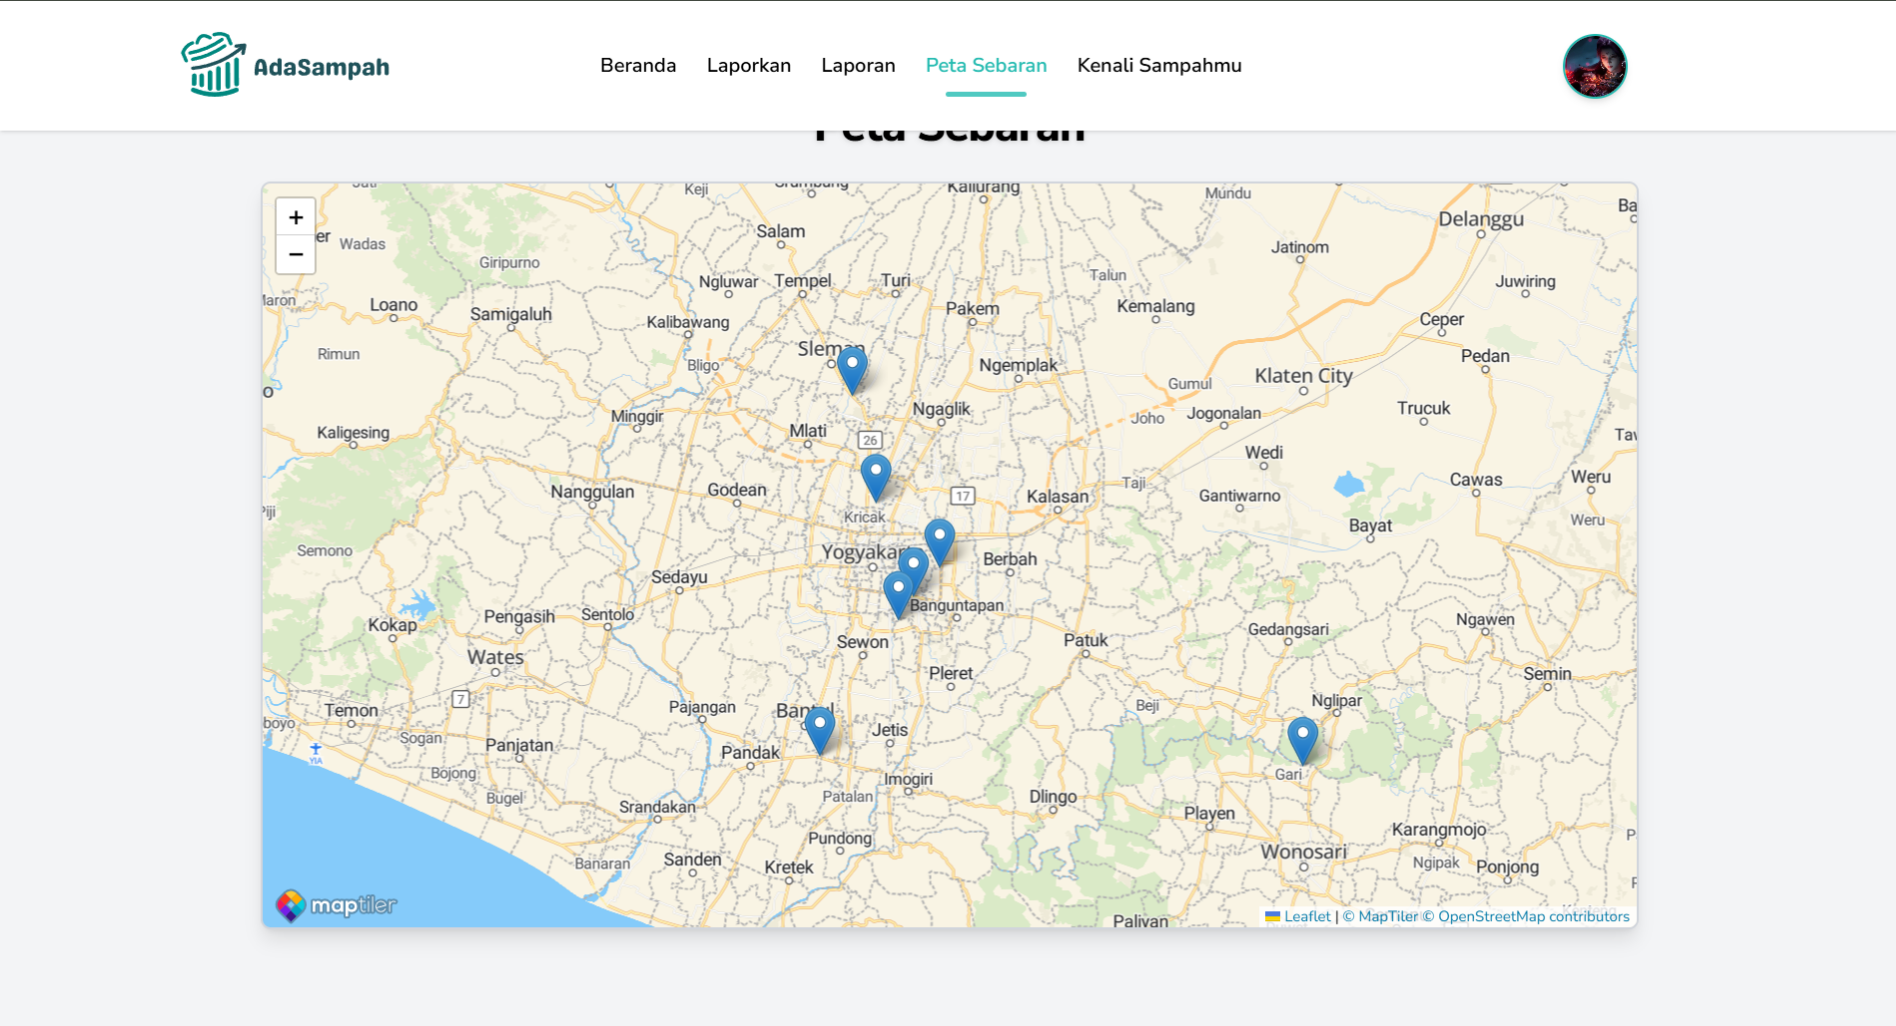 AdaSampah
Beranda Laporkan Laporan Peta Sebaran Kenali Sampahmu
Peta Sebaran
+
−
Keji
Kaliurang
Mundu
Wadas
Giripurno
Salam
Delanggu
Jatinom
Ngluwar
Tempel
Turi
Talun
Juwiring
Loano
Samigaluh
Kalibawang
Pakem
Kemalang
Ceper
Rimun
Sleman
Bligo
Ngemplak
Pedan
Gumul
Klaten City
Minggir
Ngaglik
Joho
Jogonalan
Trucuk
Kaligesing
Mlati
26
Wedi
Nanggulan
Godean
17
Kalasan
Taji
Gantiwarno
Cawas
Weru
Kricak
Weru
Semono
Bayat
Berbah
Sedayu
Banguntapan
Kokap
Pengasih
Sentolo
Ngawen
Gedangsari
Wates
Sewon
Patuk
Pleret
Semin
7
Temon
Pajangan
Beji
Nglipar
Sogan
Panjatan
Jetis
Pandak
YIA
Bojong
Imogiri
Gari
Bugel
Srandakan
Patalan
Dlingo
Playen
Pundong
Karangmojo
Banaran
Sanden
Kretek
Wonosari
Ngipak
Ponjong
maptiler
Palivan
Leaflet | © MapTiler © OpenStreetMap contributors